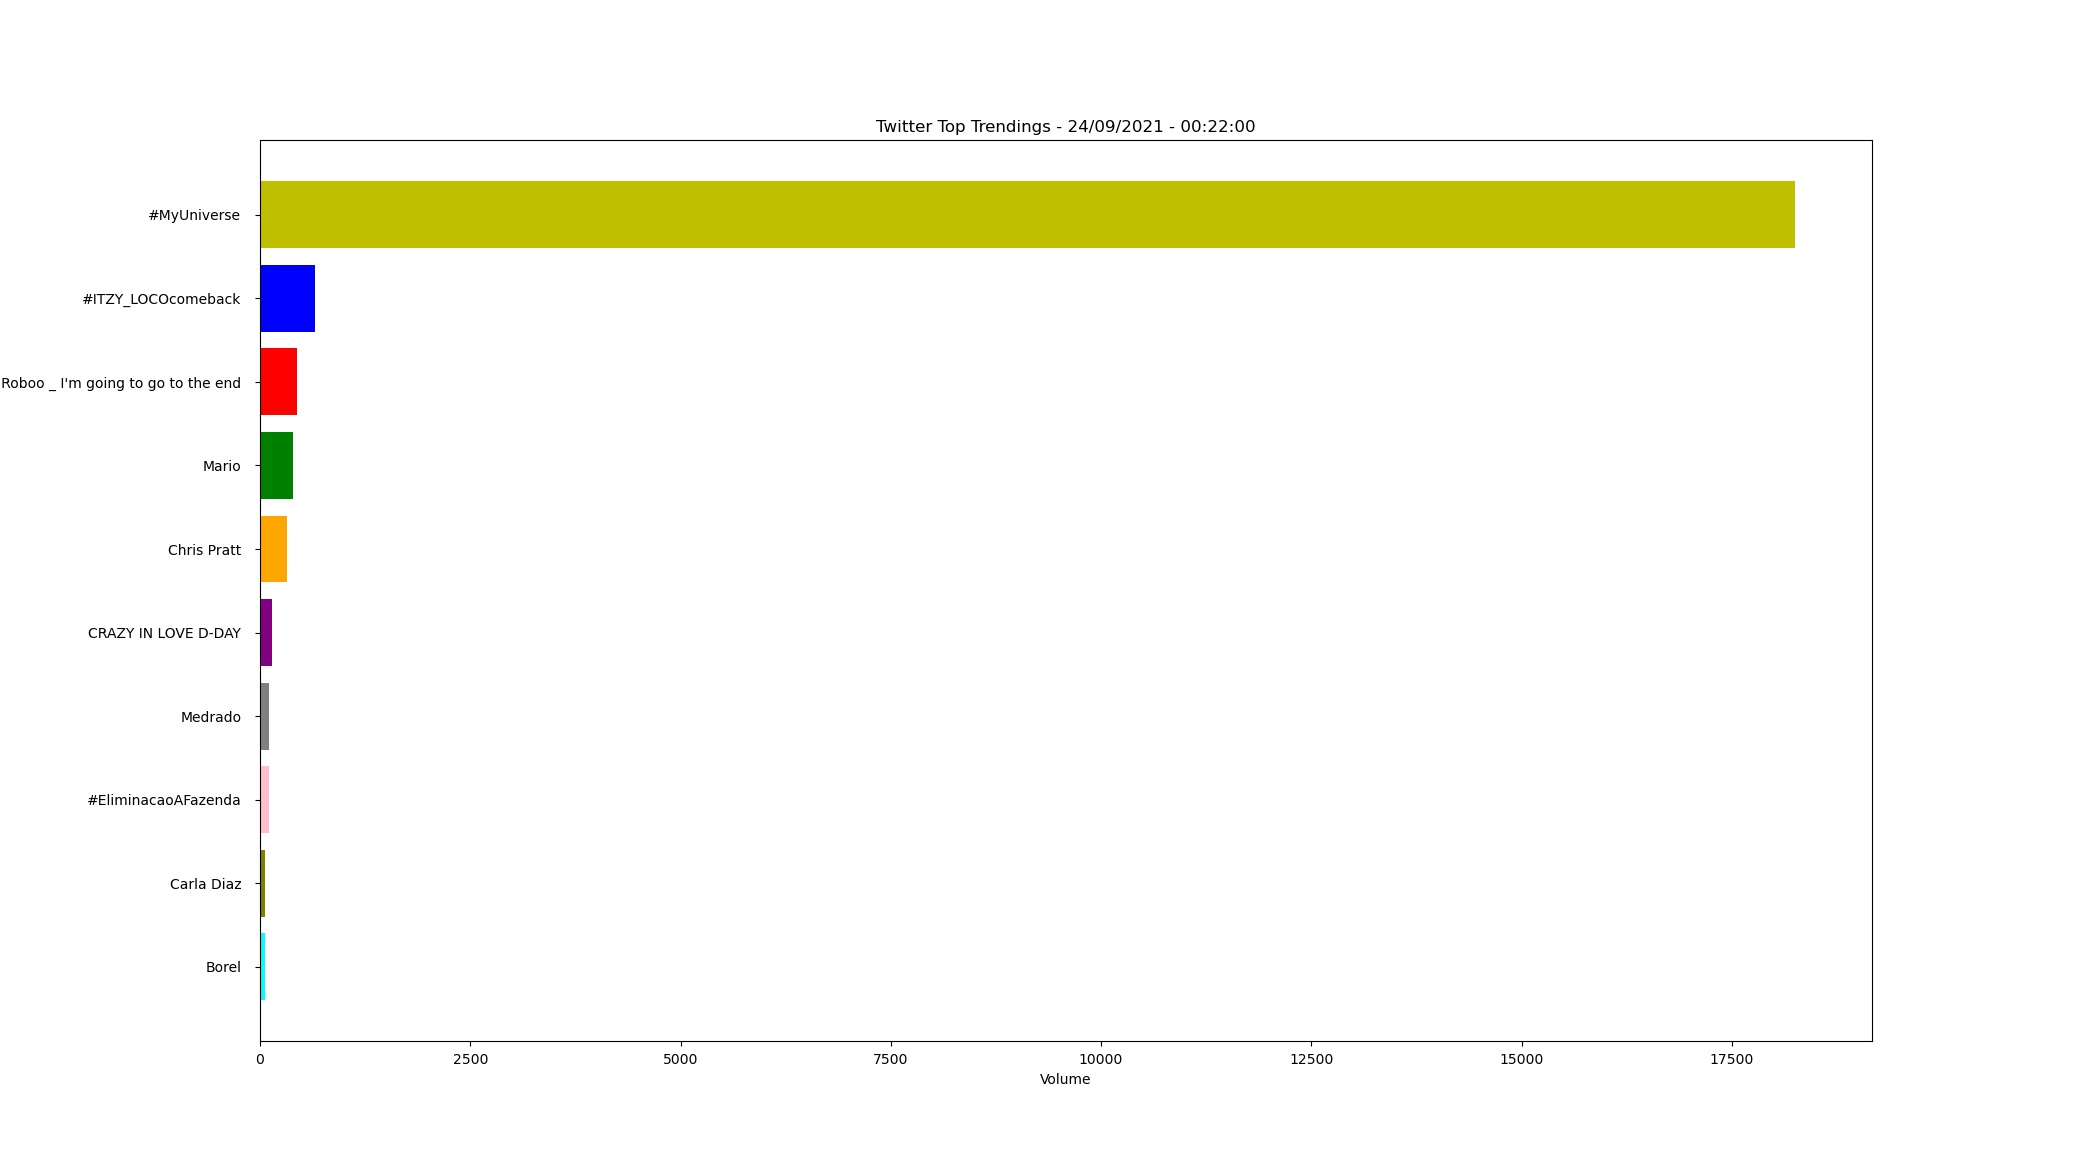 Twitter Top Trendings - 24/09/2021 - 00:22:00
#MyUniverse
#ITZY_LOCOcomeback
Roboo _ I'm going to go to the end
Mario
Chris Pratt
CRAZY IN LOVE D-DAY
Medrado
#EliminacaoAFazenda
Carla Diaz
Borel
0 2500 5000 7500 10000 12500 15000 17500
Volume